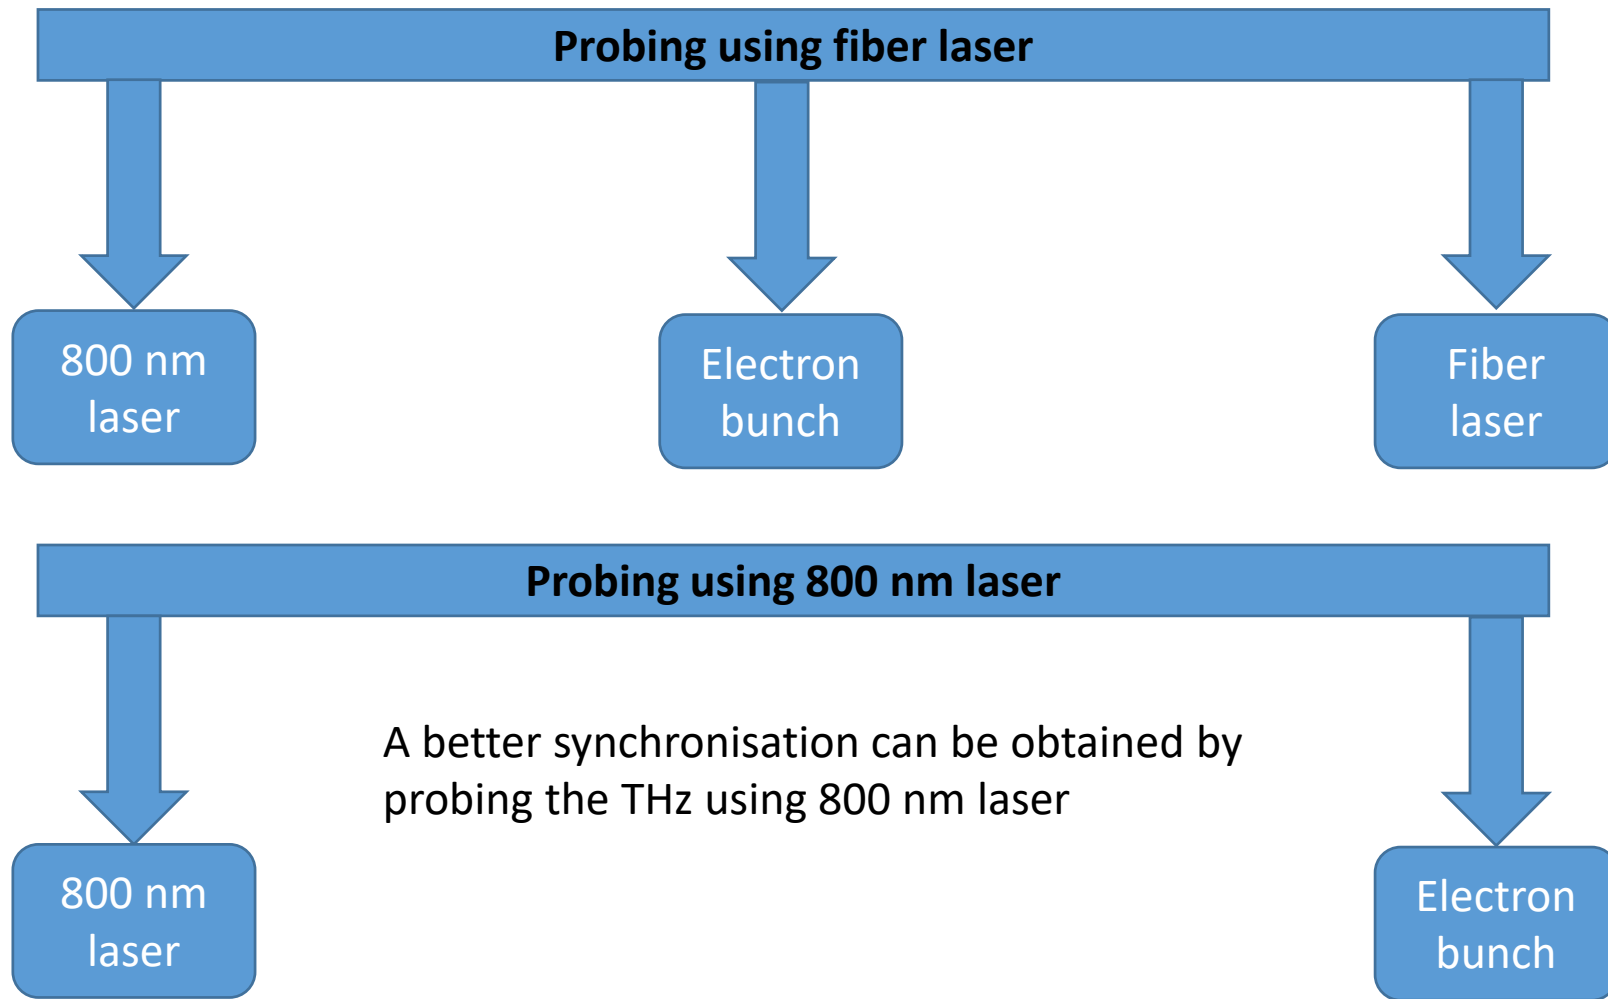 Probing using fiber laser
800 nm
laser
Electron
bunch
Fiber
laser
Probing using 800 nm laser
A better synchronisation can be obtained by
probing the THz using 800 nm laser
800 nm
laser
Electron
bunch